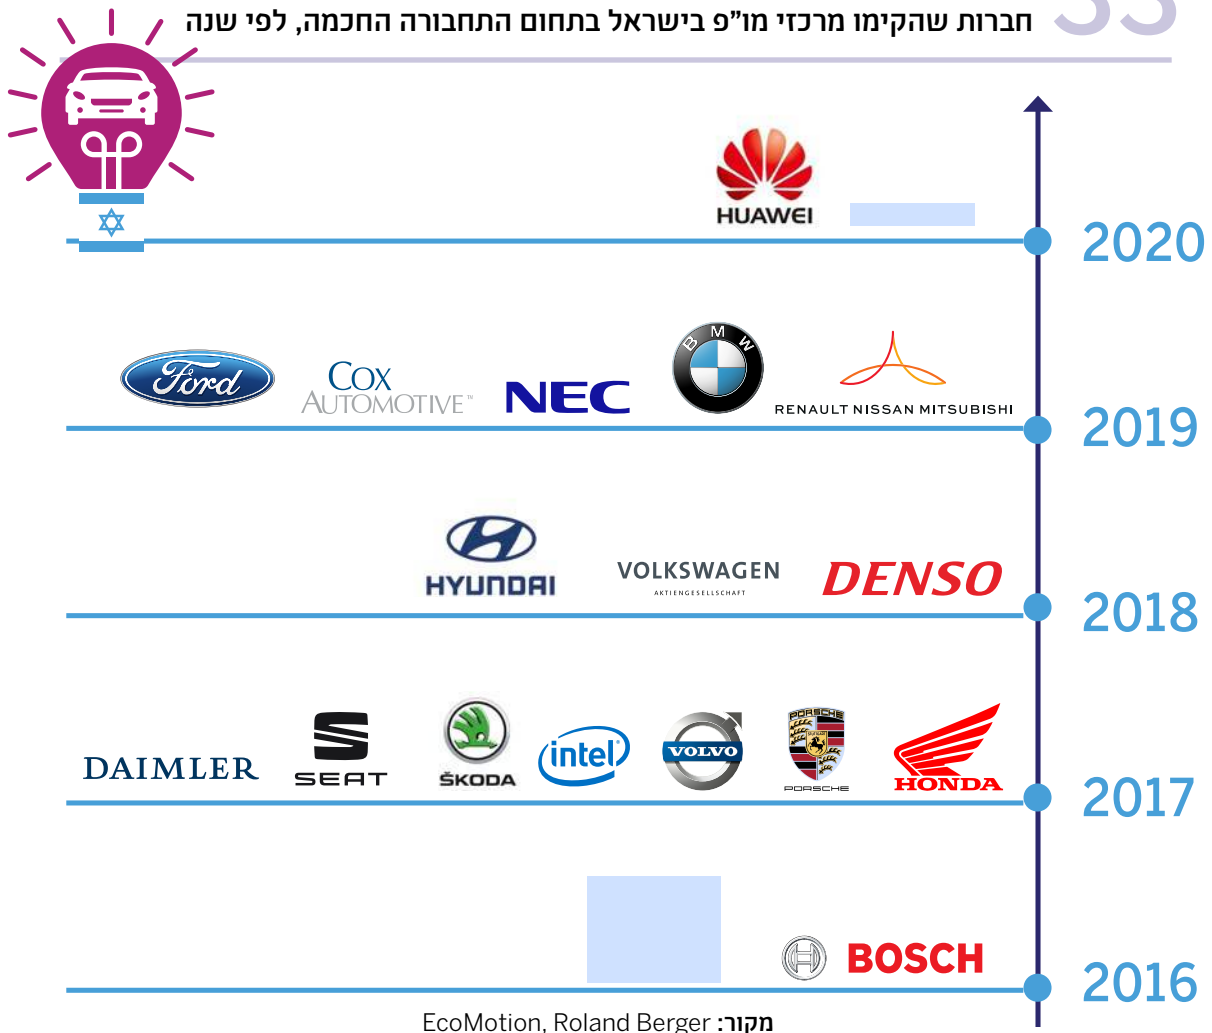 33
חברות שהקימו מרכזי מו"פ בישראל בתחום התחבורה החכמה, לפי שנה
HUAWEI
2020
Ford
COX AUTOMOTIVE™
NEC
BMW
RENAULT NISSAN MITSUBISHI
2019
HYUNDAI
VOLKSWAGEN
AKTIENGESELLSCHAFT
DENSO
2018
DAIMLER
SEAT
ŠKODA
intel
VOLVO
PORSCHE
PORSCHE
HONDA
2017
BOSCH
2016
מקור: EcoMotion, Roland Berger